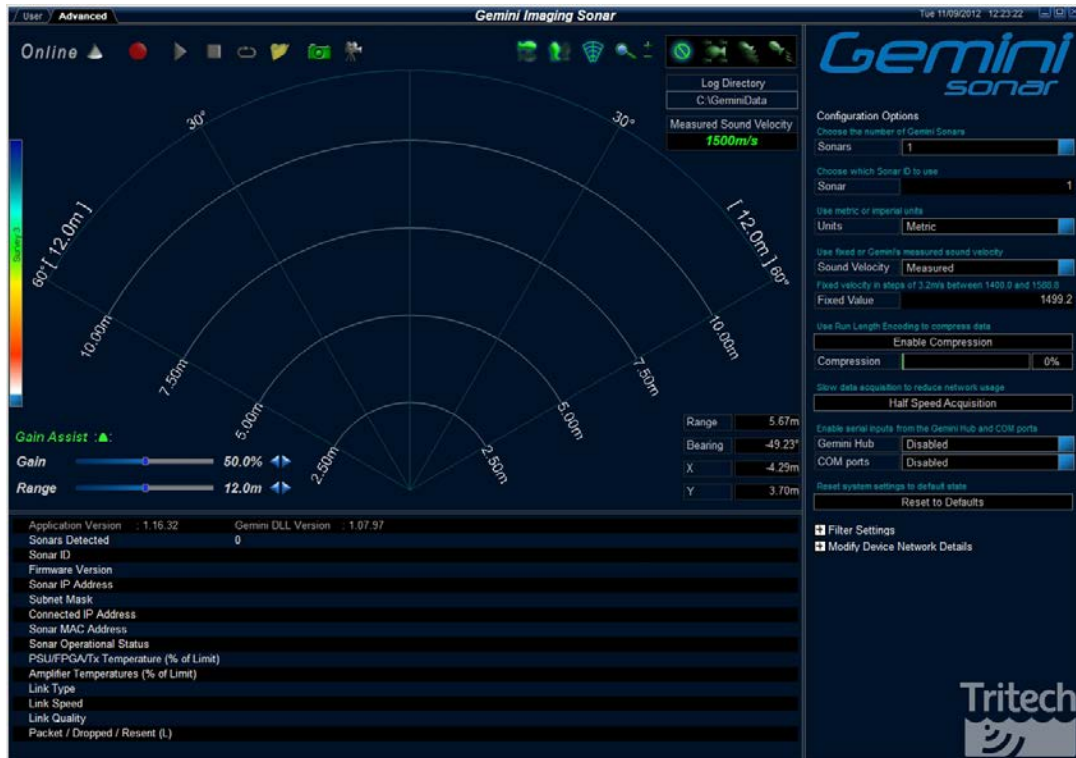 User Advanced Gemini Imaging Sonar Tue 11/09/2012 12:23:22
Online
Log Directory
C:\GeminiData
Measured Sound Velocity
1500m/s
30° 30°
60° [ 12.0m ] [ 12.0m ] 60°
10.00m 10.00m
7.50m 7.50m
5.00m 5.00m
2.50m 2.50m
Survey 3
Gain Assist :▲:
Gain 50.0%
Range 12.0m
Range 5.67m
Bearing -49.23°
X -4.29m
Y 3.70m
Application Version : 1.16.32 Gemini DLL Version : 1.07.97
Sonars Detected 0
Sonar ID
Firmware Version
Sonar IP Address
Subnet Mask
Connected IP Address
Sonar MAC Address
Sonar Operational Status
PSU/FPGA/Tx Temperature (% of Limit)
Amplifier Temperatures (% of Limit)
Link Type
Link Speed
Link Quality
Packet / Dropped / Resent (L)
Gemini
sonar
Configuration Options
Choose the number of Gemini Sonars
Sonars 1
Choose which Sonar ID to use
Sonar 1
Use metric or imperial units
Units Metric
Use fixed or Gemini's measured sound velocity
Sound Velocity Measured
Fixed velocity in steps of 3.2m/s between 1400.0 and 1588.8
Fixed Value 1499.2
Use Run Length Encoding to compress data
Enable Compression
Compression 0%
Slow data acquisition to reduce network usage
Half Speed Acquisition
Enable serial inputs from the Gemini Hub and COM ports
Gemini Hub Disabled
COM ports Disabled
Reset system settings to default state
Reset to Defaults
Filter Settings
Modify Device Network Details
Tritech